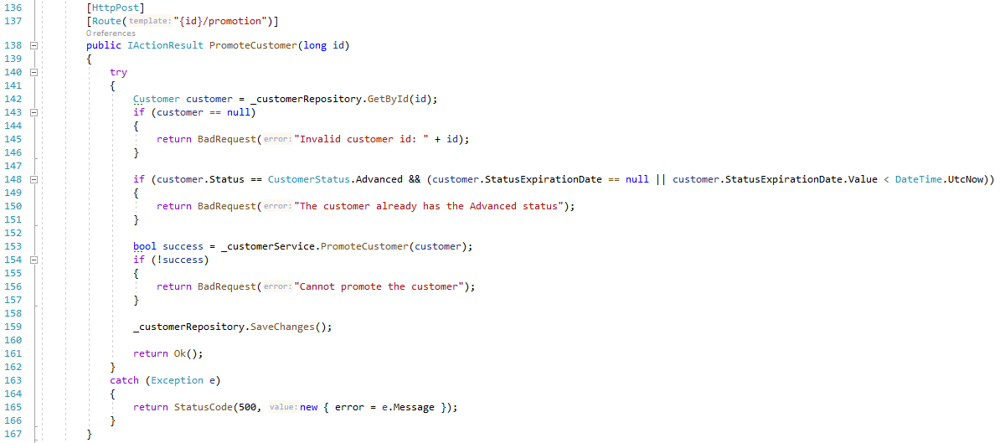 136 [HttpPost]
137 [Route(template:"{id}/promotion")]
0 references
138 public IActionResult PromoteCustomer(long id)
139 {
140 try
141 {
142 Customer customer = _customerRepository.GetById(id);
143 if (customer == null)
144 {
145 return BadRequest(error:"Invalid customer id: " + id);
146 }
147
148 if (customer.Status == CustomerStatus.Advanced && (customer.StatusExpirationDate == null || customer.StatusExpirationDate.Value < DateTime.UtcNow))
149 {
150 return BadRequest(error:"The customer already has the Advanced status");
151 }
152
153 bool success = _customerService.PromoteCustomer(customer);
154 if (!success)
155 {
156 return BadRequest(error:"Cannot promote the customer");
157 }
158
159 _customerRepository.SaveChanges();
160
161 return Ok();
162 }
163 catch (Exception e)
164 {
165 return StatusCode(500, value:new { error = e.Message });
166 }
167 }